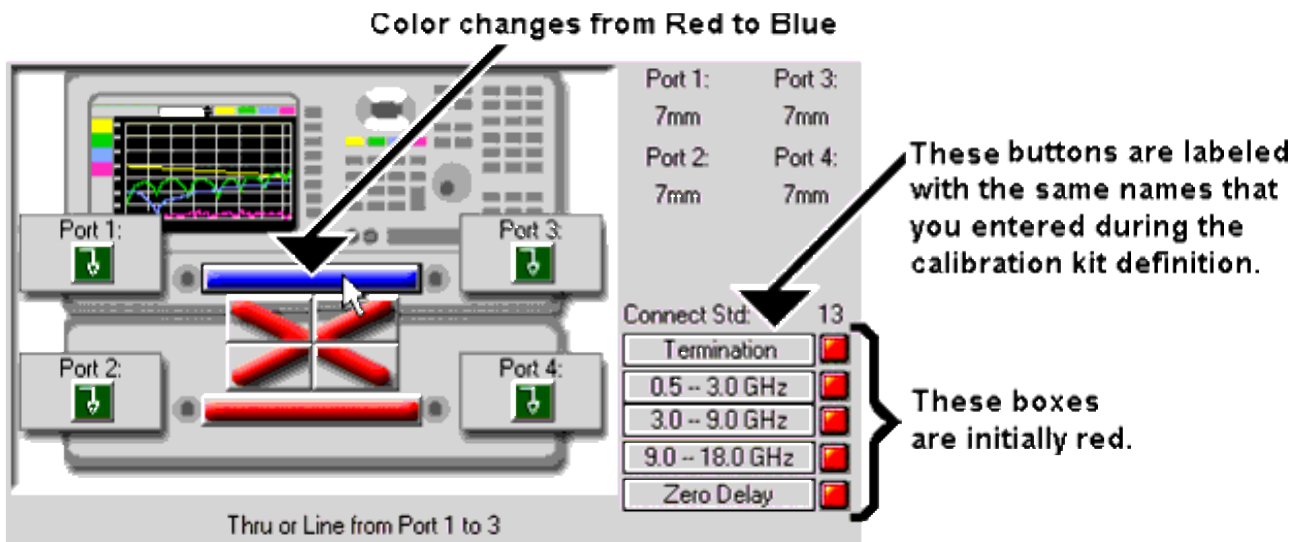 Color changes from Red to Blue
Port 1: Port 3:
7mm 7mm
Port 2: Port 4:
7mm 7mm
These buttons are labeled
with the same names that
you entered during the
calibration kit definition.
Port 1:
Port 3:
Port 2:
Port 4:
Connect Std: 13
Termination
0.5 -- 3.0 GHz
3.0 -- 9.0 GHz
9.0 -- 18.0 GHz
Zero Delay
These boxes
are initially red.
Thru or Line from Port 1 to 3